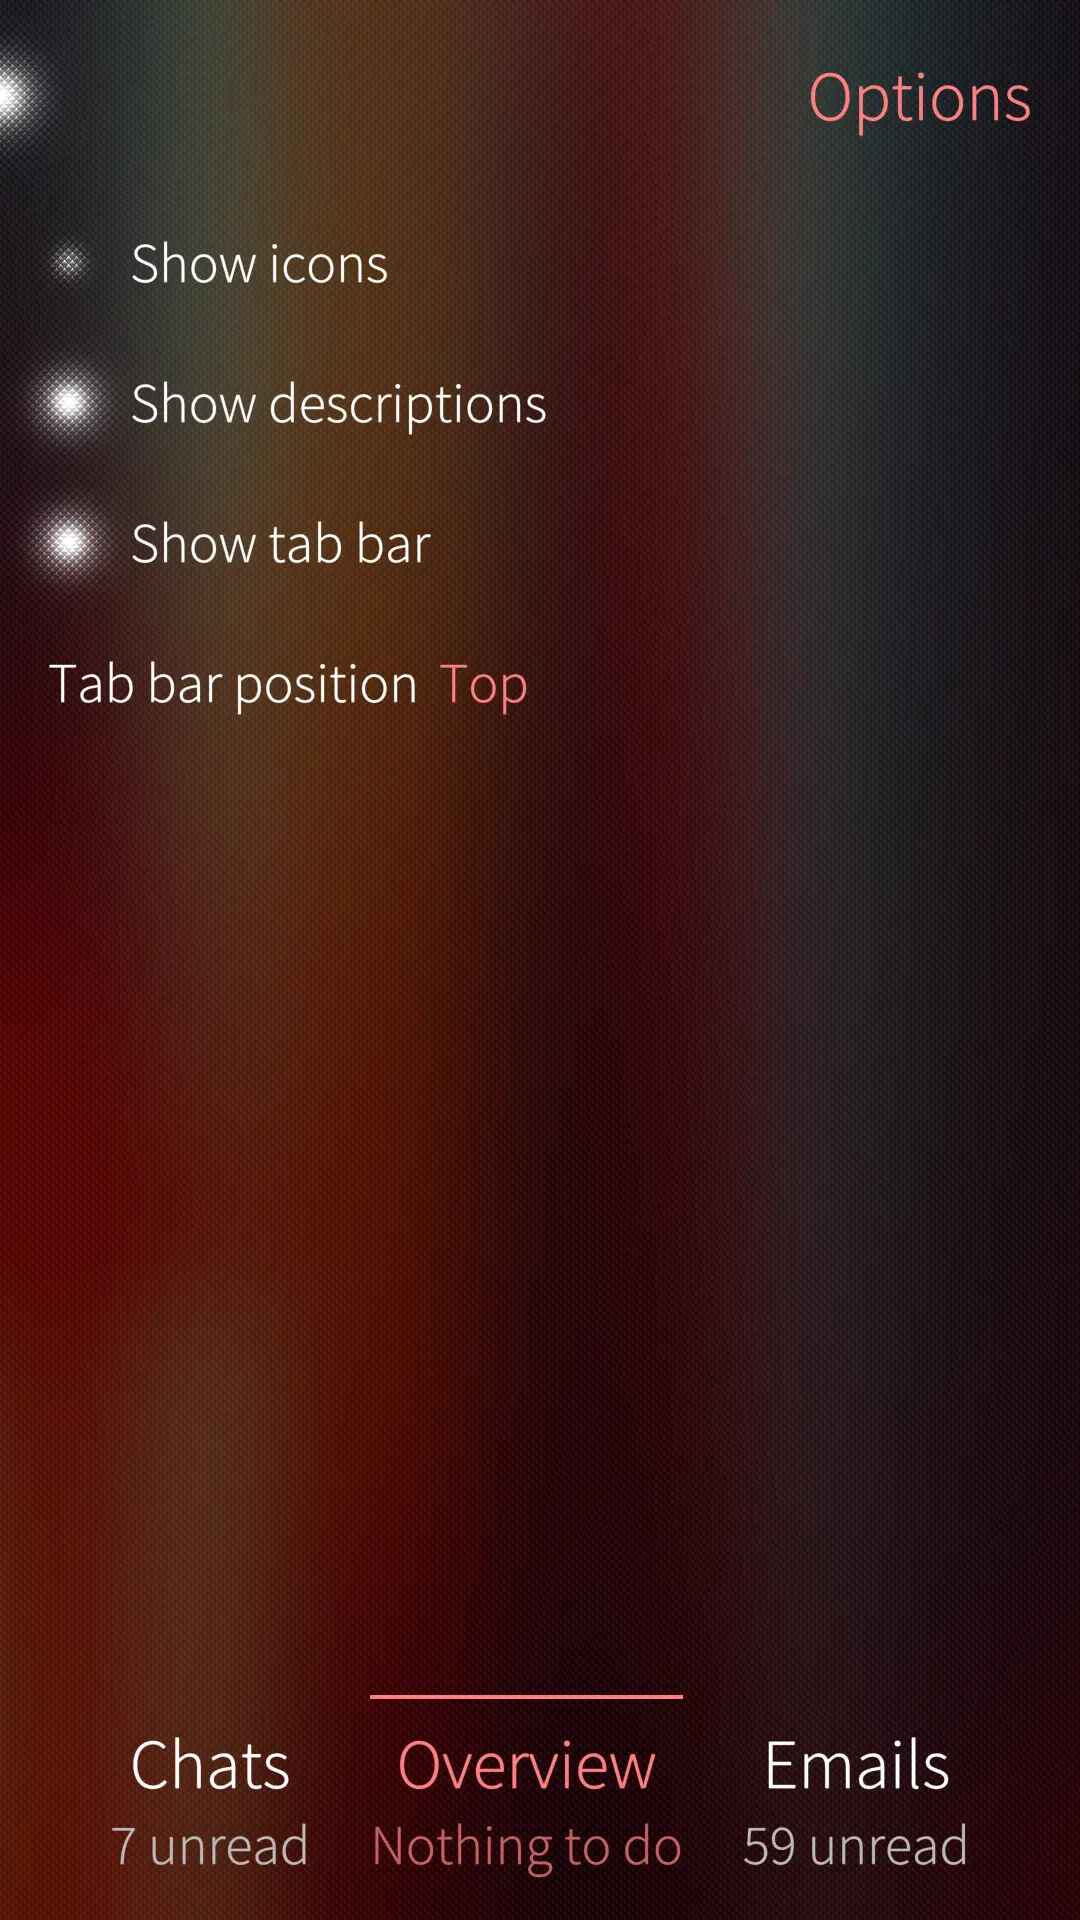 Options
Show icons
Show descriptions
Show tab bar
Tab bar position Top
Chats Overview Emails
7 unread Nothing to do 59 unread